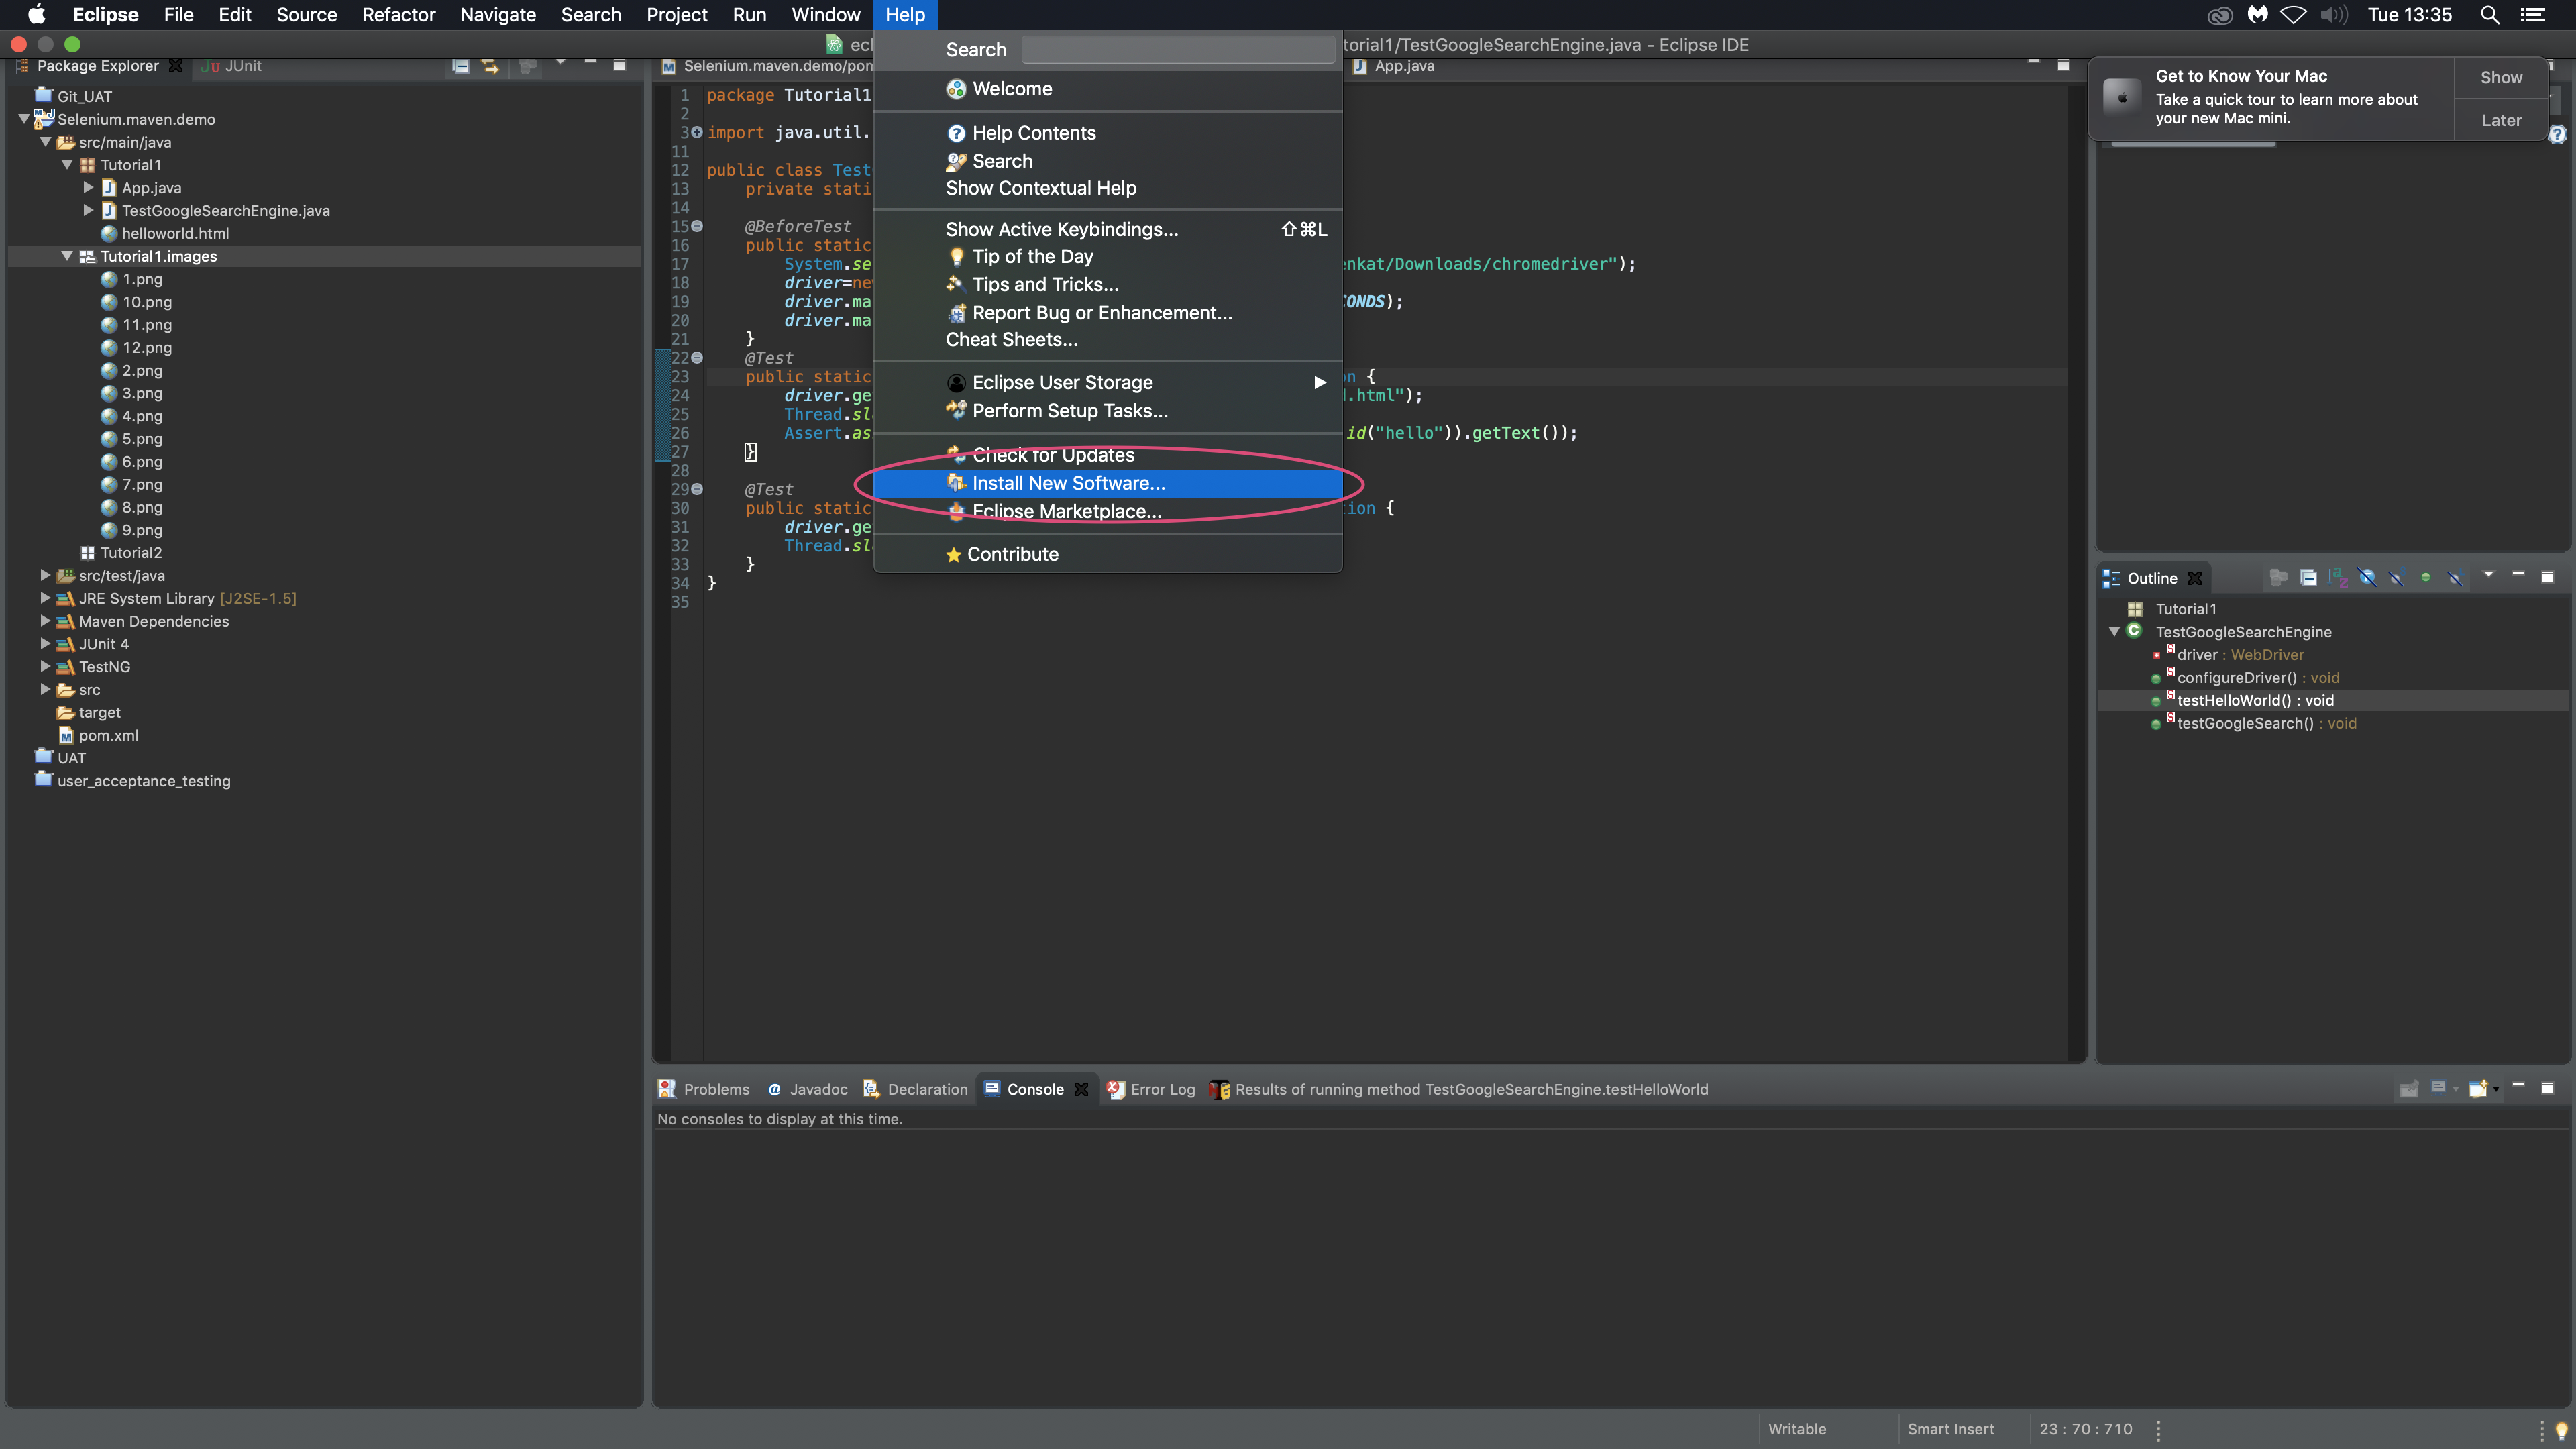 Eclipse File Edit Source Refactor Navigate Search Project Run Window Help Tue 13:35
ecl
torial1/TestGoogleSearchEngine.java - Eclipse IDE
Package Explorer JUnit
Git_UAT
Selenium.maven.demo
src/main/java
Tutorial1
App.java
TestGoogleSearchEngine.java
helloworld.html
Tutorial1.images
1.png
10.png
11.png
12.png
2.png
3.png
4.png
5.png
6.png
7.png
8.png
9.png
Tutorial2
src/test/java
JRE System Library [J2SE-1.5]
Maven Dependencies
JUnit 4
TestNG
src
target
pom.xml
UAT
user_acceptance_testing
Selenium.maven.demo/pom
App.java
1 package Tutorial1
2
3 import java.util.
11
12 public class Test
13 private stati
14
15 @BeforeTest
16 public static
17 System.se enkat/Downloads/chromedriver");
18 driver=new
19 driver.ma CONDS);
20 driver.ma
21 }
22 @Test
23 public static on {
24 driver.ge .html");
25 Thread.sl
26 Assert.as id("hello")).getText());
27 }
28
29 @Test
30 public static ion {
31 driver.ge
32 Thread.sl
33 }
34 }
35
Search
Welcome
Help Contents
Search
Show Contextual Help
Show Active Keybindings... ⇧⌘L
Tip of the Day
Tips and Tricks...
Report Bug or Enhancement...
Cheat Sheets...
Eclipse User Storage
Perform Setup Tasks...
Check for Updates
Install New Software...
Eclipse Marketplace...
Contribute
Get to Know Your Mac
Take a quick tour to learn more about
your new Mac mini.
Show
Later
Outline
Tutorial1
TestGoogleSearchEngine
driver : WebDriver
configureDriver() : void
testHelloWorld() : void
testGoogleSearch() : void
Problems Javadoc Declaration Console Error Log Results of running method TestGoogleSearchEngine.testHelloWorld
No consoles to display at this time.
Writable Smart Insert 23 : 70 : 710